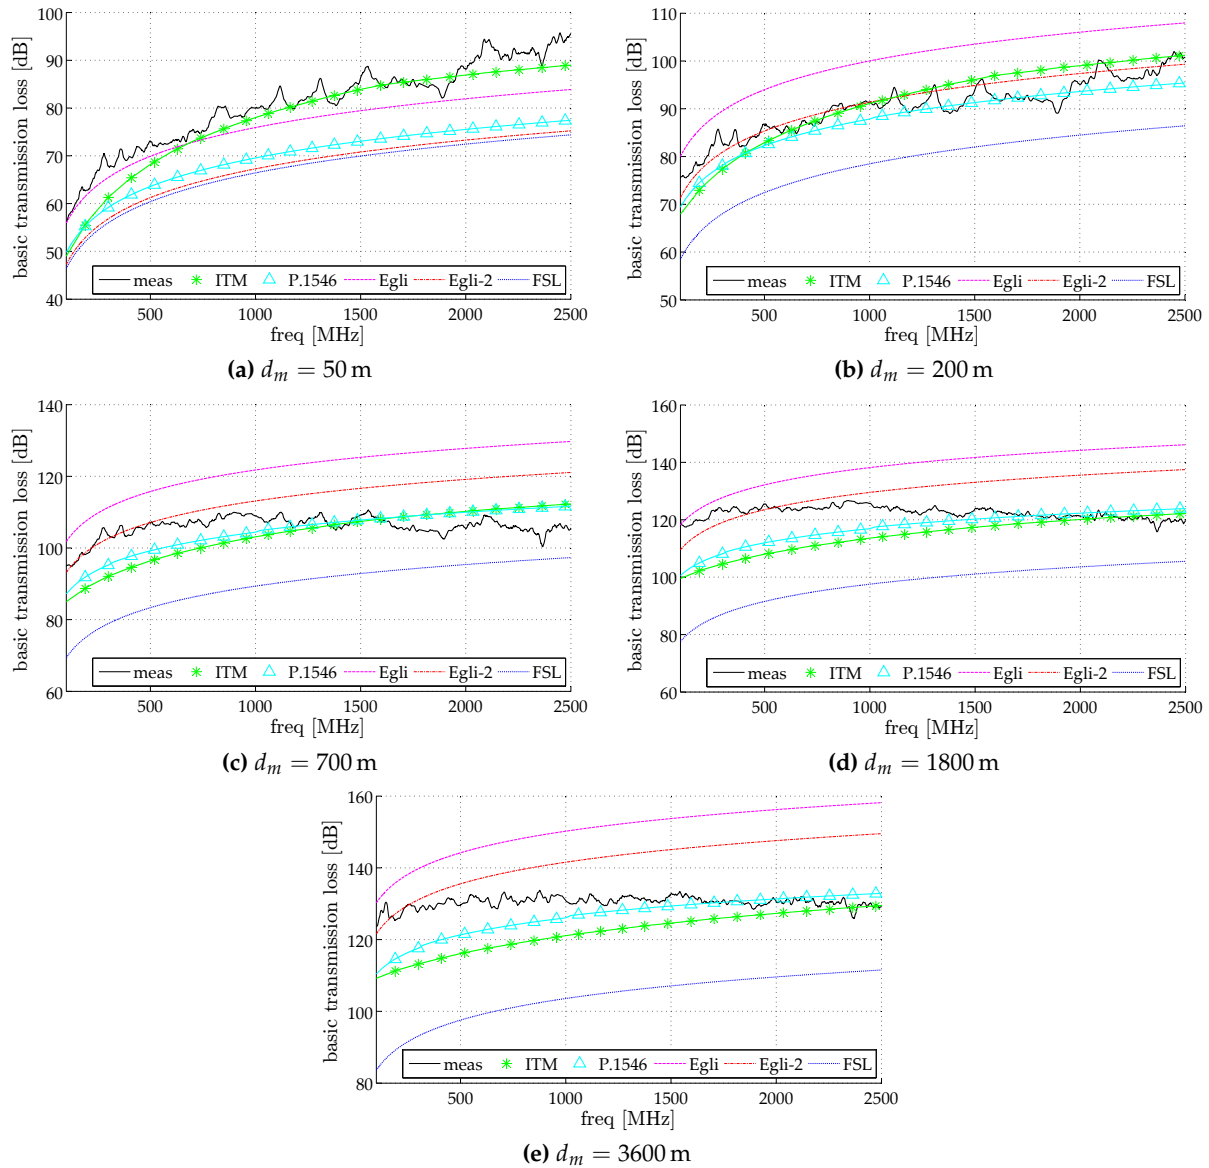 100
90
80
70
60
50
40
basic transmission loss [dB]
meas ITM P.1546 Egli Egli-2 FSL
500 1000 1500 2000 2500
freq [MHz]
(a) d_m = 50 m
110
100
90
80
70
60
50
basic transmission loss [dB]
meas ITM P.1546 Egli Egli-2 FSL
500 1000 1500 2000 2500
freq [MHz]
(b) d_m = 200 m
140
120
100
80
60
basic transmission loss [dB]
meas ITM P.1546 Egli Egli-2 FSL
500 1000 1500 2000 2500
freq [MHz]
(c) d_m = 700 m
160
140
120
100
80
60
basic transmission loss [dB]
meas ITM P.1546 Egli Egli-2 FSL
500 1000 1500 2000 2500
freq [MHz]
(d) d_m = 1800 m
160
140
120
100
80
basic transmission loss [dB]
meas ITM P.1546 Egli Egli-2 FSL
500 1000 1500 2000 2500
freq [MHz]
(e) d_m = 3600 m